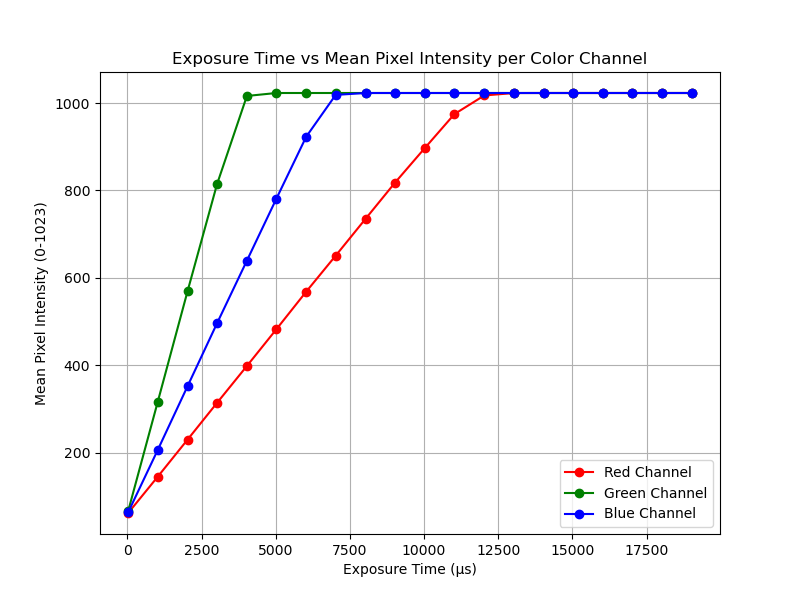 Exposure Time vs Mean Pixel Intensity per Color Channel
Mean Pixel Intensity (0-1023)
1000
800
600
400
200
Red Channel
Green Channel
Blue Channel
0
2500
5000
7500
10000
12500
15000
17500
Exposure Time (µs)